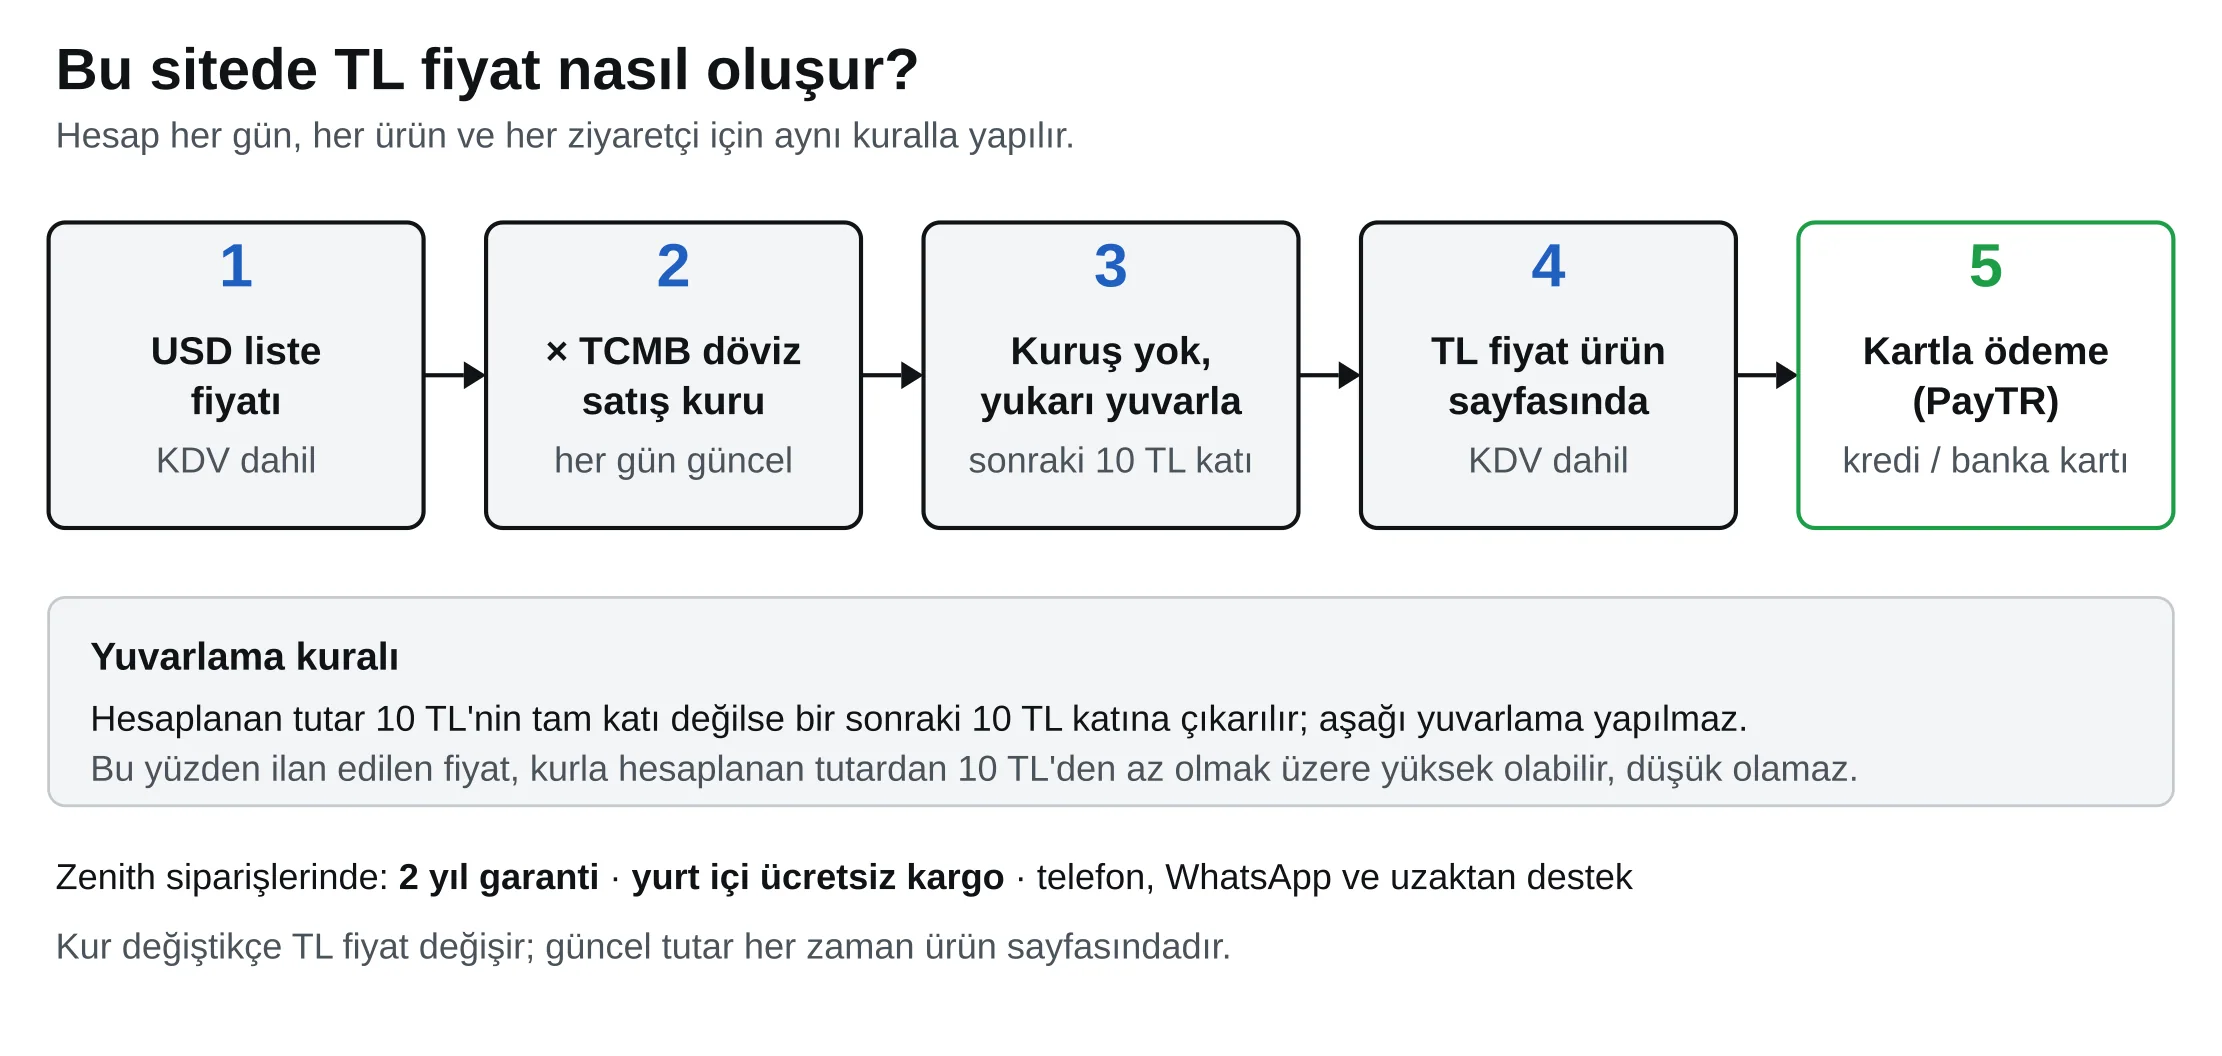 Bu sitede TL fiyat nasıl oluşur?
Hesap her gün, her ürün ve her ziyaretçi için aynı kuralla yapılır.
1
USD liste
fiyatı
KDV dahil
2
× TCMB döviz
satış kuru
her gün güncel
3
Kuruş yok,
yukarı yuvarla
sonraki 10 TL katı
4
TL fiyat ürün
sayfasında
KDV dahil
5
Kartla ödeme
(PayTR)
kredi / banka kartı
Yuvarlama kuralı
Hesaplanan tutar 10 TL'nin tam katı değilse bir sonraki 10 TL katına çıkarılır; aşağı yuvarlama yapılmaz.
Bu yüzden ilan edilen fiyat, kurla hesaplanan tutardan 10 TL'den az olmak üzere yüksek olabilir, düşük olamaz.
Zenith siparişlerinde: 2 yıl garanti · yurt içi ücretsiz kargo · telefon, WhatsApp ve uzaktan destek
Kur değiştikçe TL fiyat değişir; güncel tutar her zaman ürün sayfasındadır.